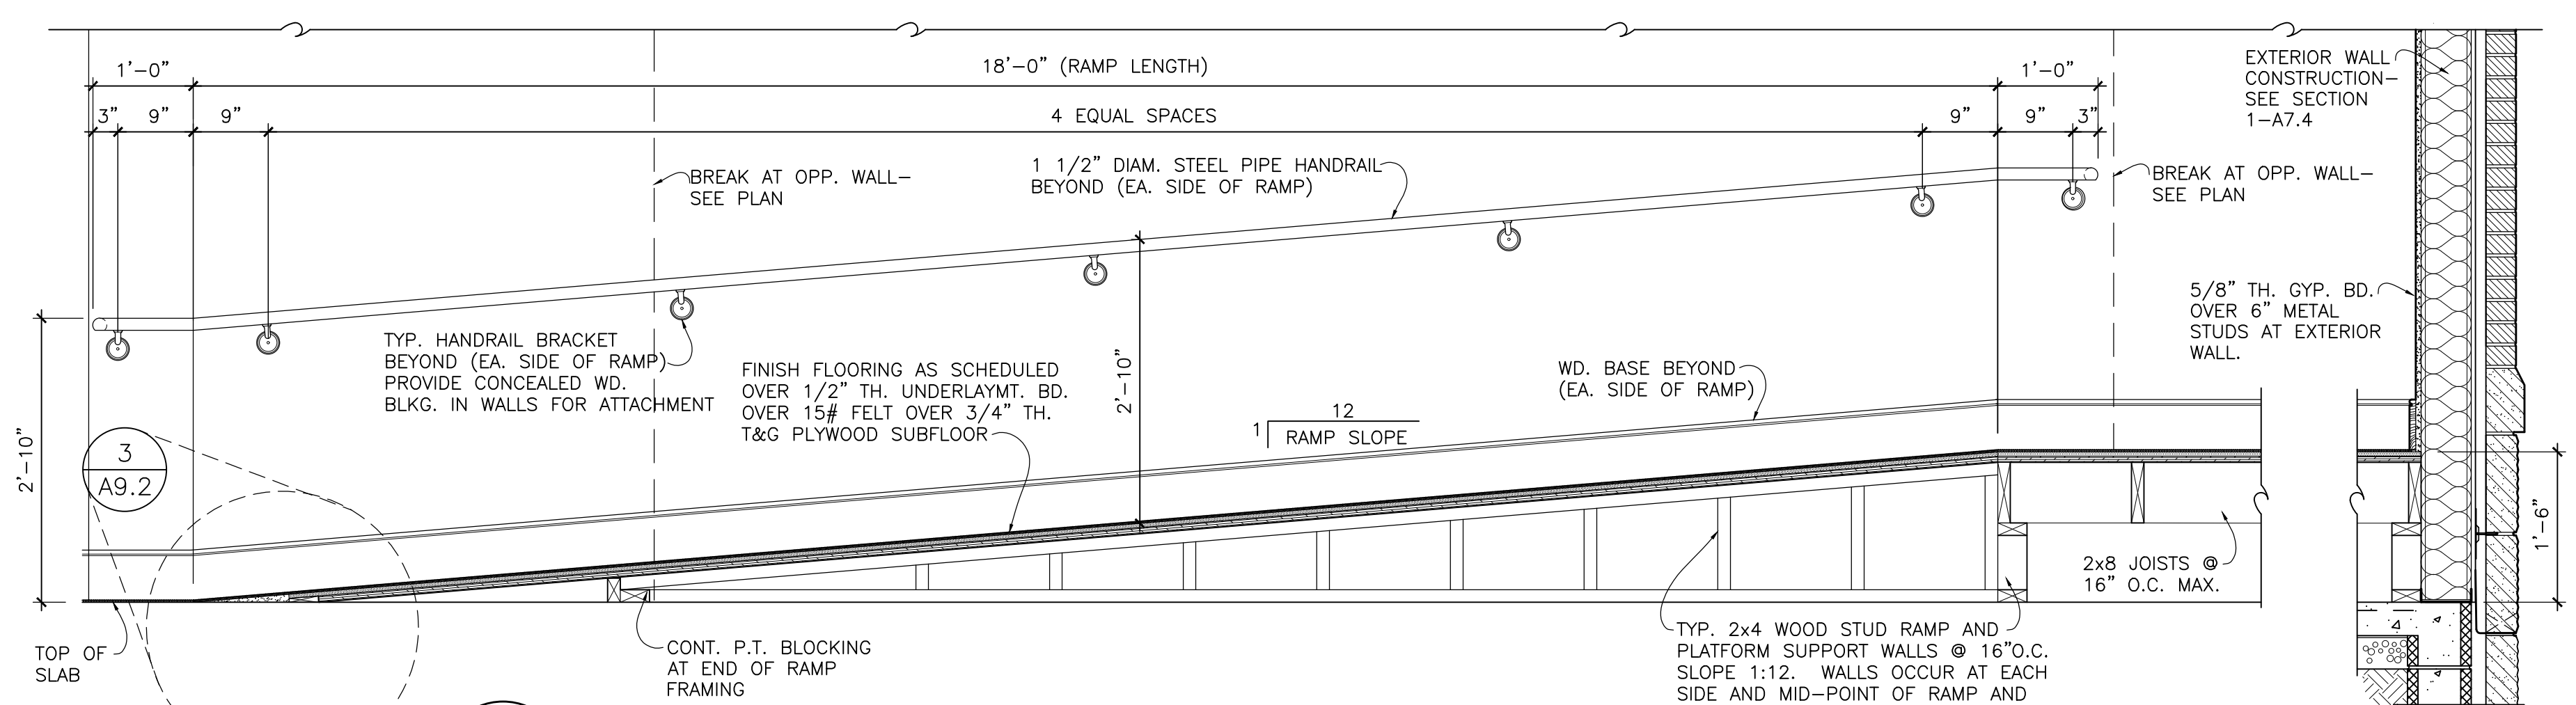 1'-0"
18'-0" (RAMP LENGTH)
1'-0"
3"
9"
9"
4 EQUAL SPACES
9"
9"
3"
EXTERIOR WALL
CONSTRUCTION-
SEE SECTION
1-A7.4
BREAK AT OPP. WALL-
SEE PLAN
1 1/2" DIAM. STEEL PIPE HANDRAIL
BEYOND (EA. SIDE OF RAMP)
BREAK AT OPP. WALL-
SEE PLAN
5/8" TH. GYP. BD.
OVER 6" METAL
STUDS AT EXTERIOR
WALL.
TYP. HANDRAIL BRACKET
BEYOND (EA. SIDE OF RAMP)
PROVIDE CONCEALED WD.
BLKG. IN WALLS FOR ATTACHMENT
FINISH FLOORING AS SCHEDULED
OVER 1/2" TH. UNDERLAYMT. BD.
OVER 15# FELT OVER 3/4" TH.
T&G PLYWOOD SUBFLOOR
2'-10"
WD. BASE BEYOND
(EA. SIDE OF RAMP)
12
1
RAMP SLOPE
2'-10"
3
A9.2
1'-6"
2x8 JOISTS @
16" O.C. MAX.
TOP OF
SLAB
CONT. P.T. BLOCKING
AT END OF RAMP
FRAMING
TYP. 2x4 WOOD STUD RAMP AND
PLATFORM SUPPORT WALLS @ 16"O.C.
SLOPE 1:12. WALLS OCCUR AT EACH
SIDE AND MID-POINT OF RAMP AND